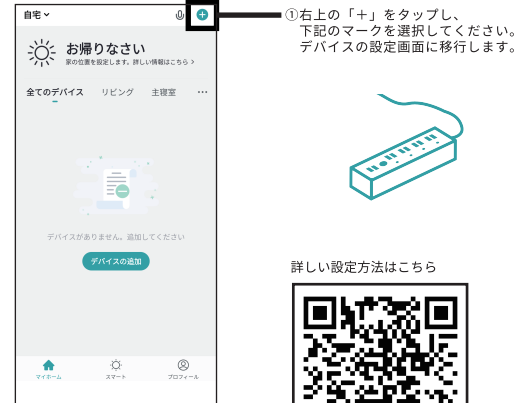 自宅
お帰りなさい
家の位置を設定します。詳しい情報はこちら >
全てのデバイス リビング 主寝室 ···
デバイスがありません。追加してください
デバイスの追加
マイホーム スマート プロフィール
①右上の「＋」をタップし、
下記のマークを選択してください。
デバイスの設定画面に移行します。
詳しい設定方法はこちら